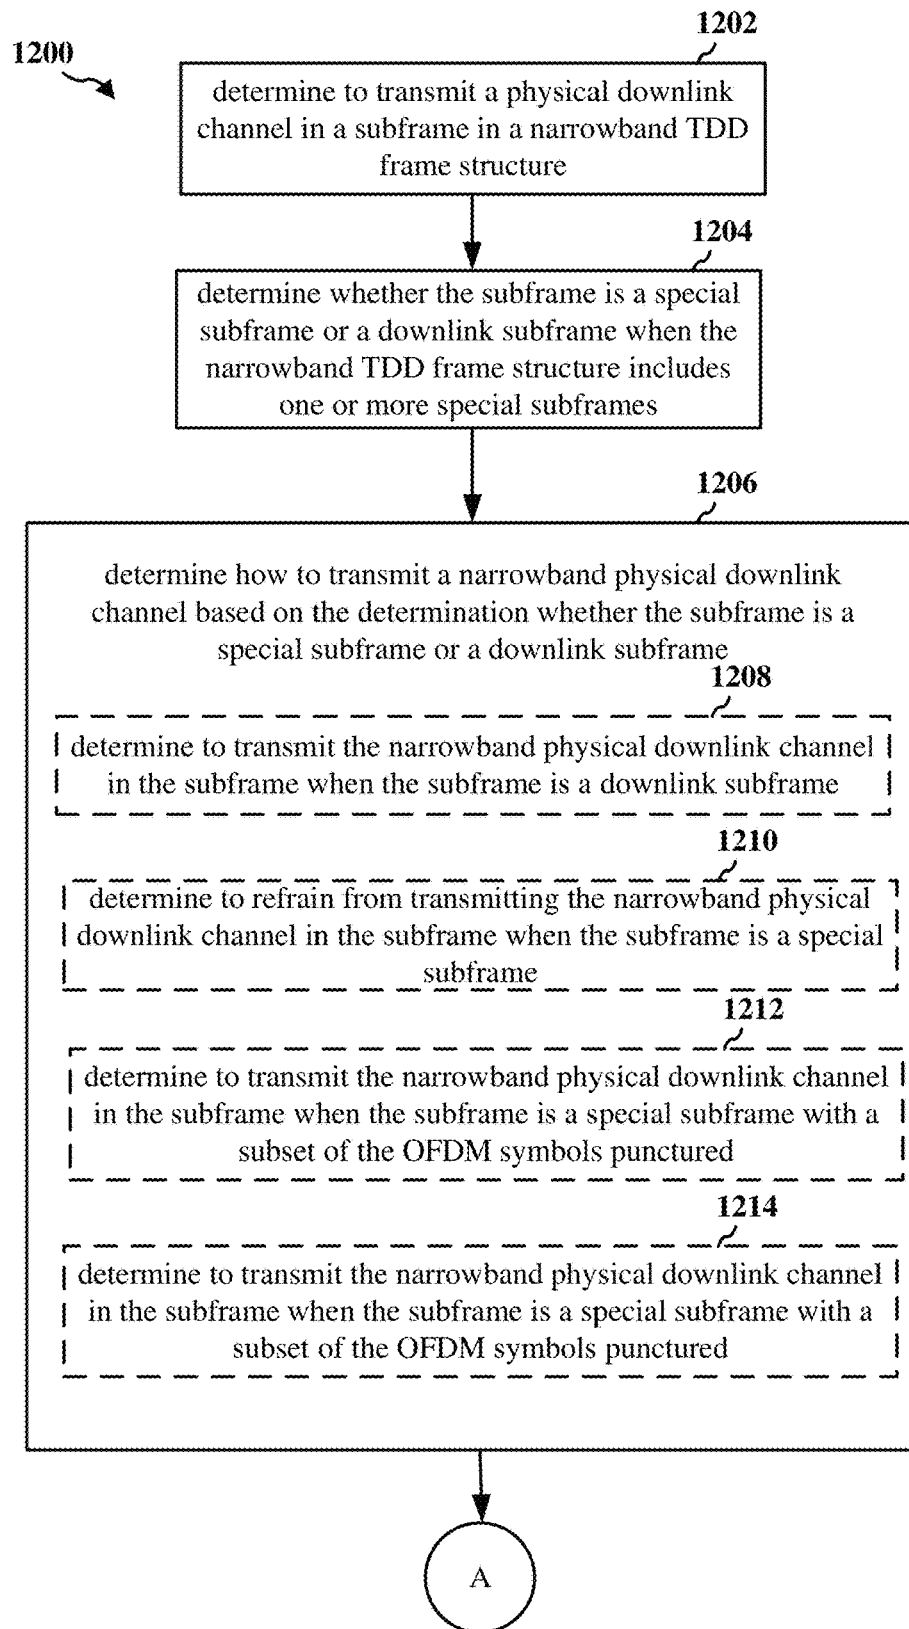 1200
1202
determine to transmit a physical downlink
channel in a subframe in a narrowband TDD
frame structure
1204
determine whether the subframe is a special
subframe or a downlink subframe when the
narrowband TDD frame structure includes
one or more special subframes
1206
determine how to transmit a narrowband physical downlink
channel based on the determination whether the subframe is a
special subframe or a downlink subframe
1208
determine to transmit the narrowband physical downlink channel
in the subframe when the subframe is a downlink subframe
1210
determine to refrain from transmitting the narrowband physical
downlink channel in the subframe when the subframe is a special
subframe
1212
determine to transmit the narrowband physical downlink channel
in the subframe when the subframe is a special subframe with a
subset of the OFDM symbols punctured
1214
determine to transmit the narrowband physical downlink channel
in the subframe when the subframe is a special subframe with a
subset of the OFDM symbols punctured
A